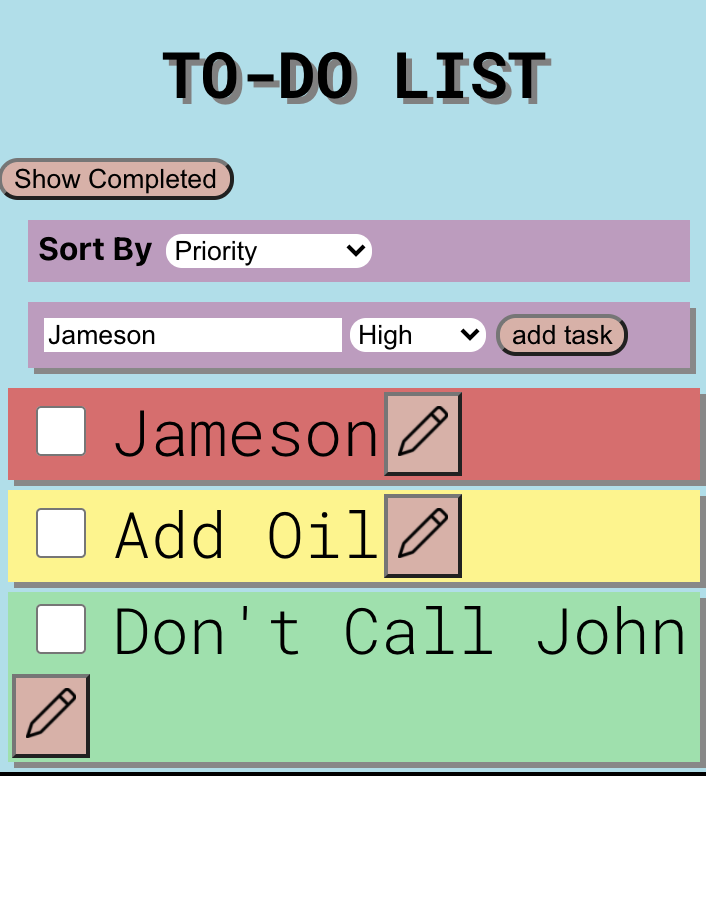 TO-DO LIST
Show Completed
Sort By Priority
Jameson High add task
Jameson
Add Oil
Don't Call John